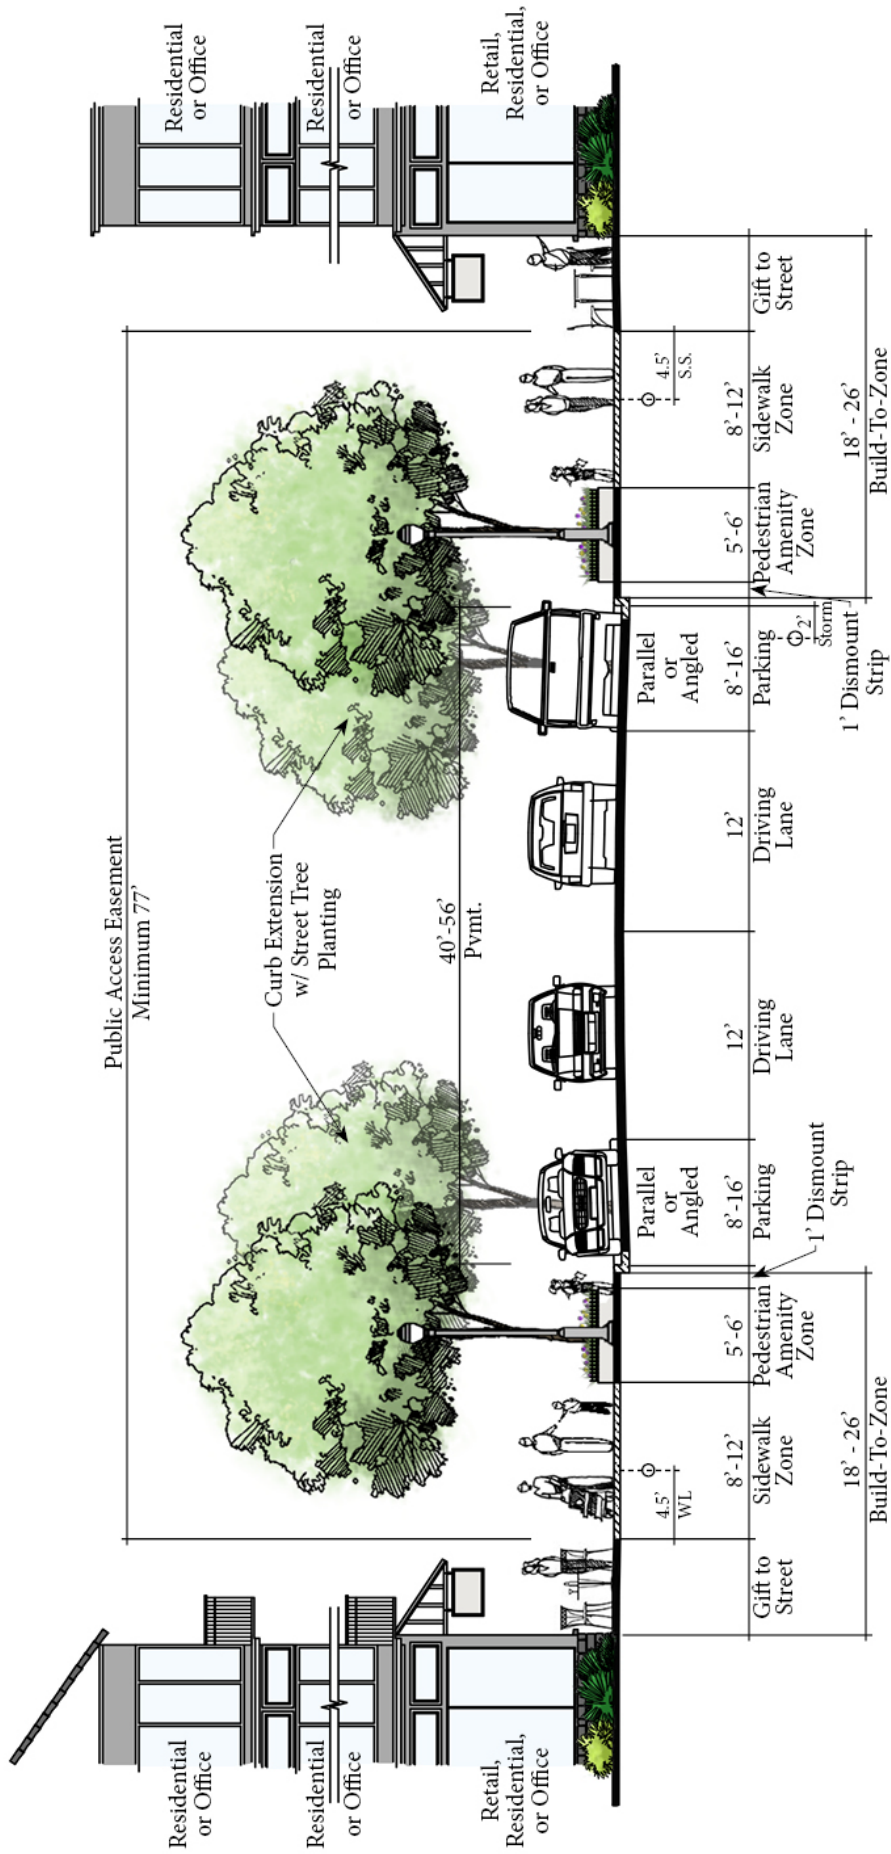 Public Access Easement
Minimum 77'
Residential
or Office
Residential
or Office
Curb Extension
w/ Street Tree
Planting
Residential
or Office
Residential
or Office
40'-56'
Pvmt.
Retail,
Residential,
or Office
Retail,
Residential,
or Office
4.5'
WL
Parallel
or
Angled
Parallel
or
Angled
4.5'
S.S.
8'-12'
5'-6'
8'-16'
12'
12'
8'-16'
5'-6'
8'-12'
Gift to
Street
Sidewalk
Zone
Pedestrian
Amenity
Zone
Parking
Driving
Lane
Driving
Lane
Parking
2'
Storm
Pedestrian
Amenity
Zone
Sidewalk
Zone
Gift to
Street
1' Dismount
Strip
1' Dismount
Strip
18' - 26'
Build-To-Zone
18' - 26'
Build-To-Zone